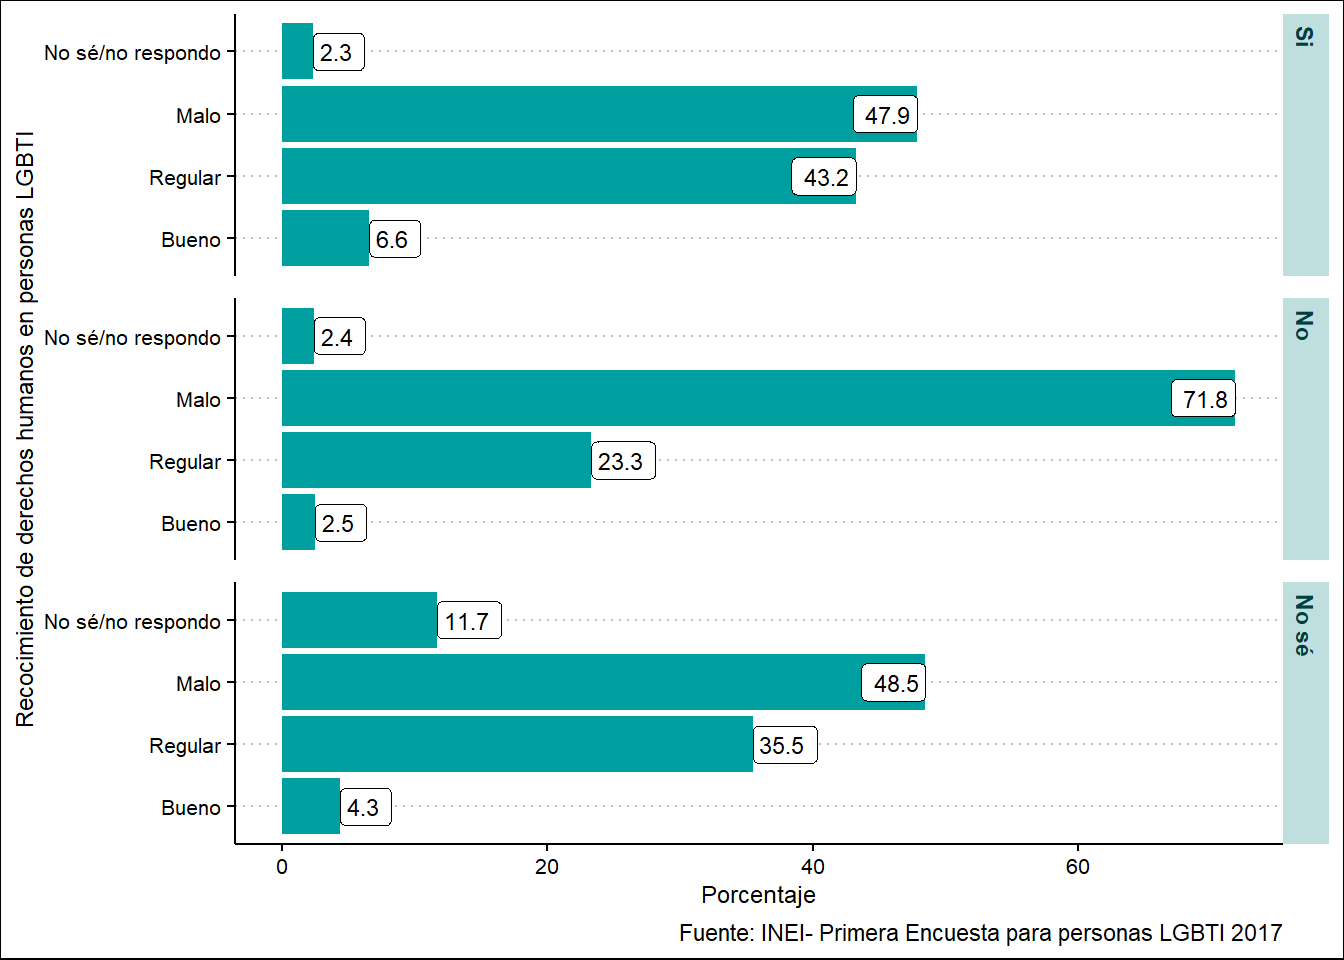 Recocimiento de derechos humanos en personas LGBTI
Si
No sé/no respondo
2.3
Malo
47.9
Regular
43.2
Bueno
6.6
No
No sé/no respondo
2.4
Malo
71.8
Regular
23.3
Bueno
2.5
No sé
No sé/no respondo
11.7
Malo
48.5
Regular
35.5
Bueno
4.3
0 20 40 60
Porcentaje
Fuente: INEI- Primera Encuesta para personas LGBTI 2017